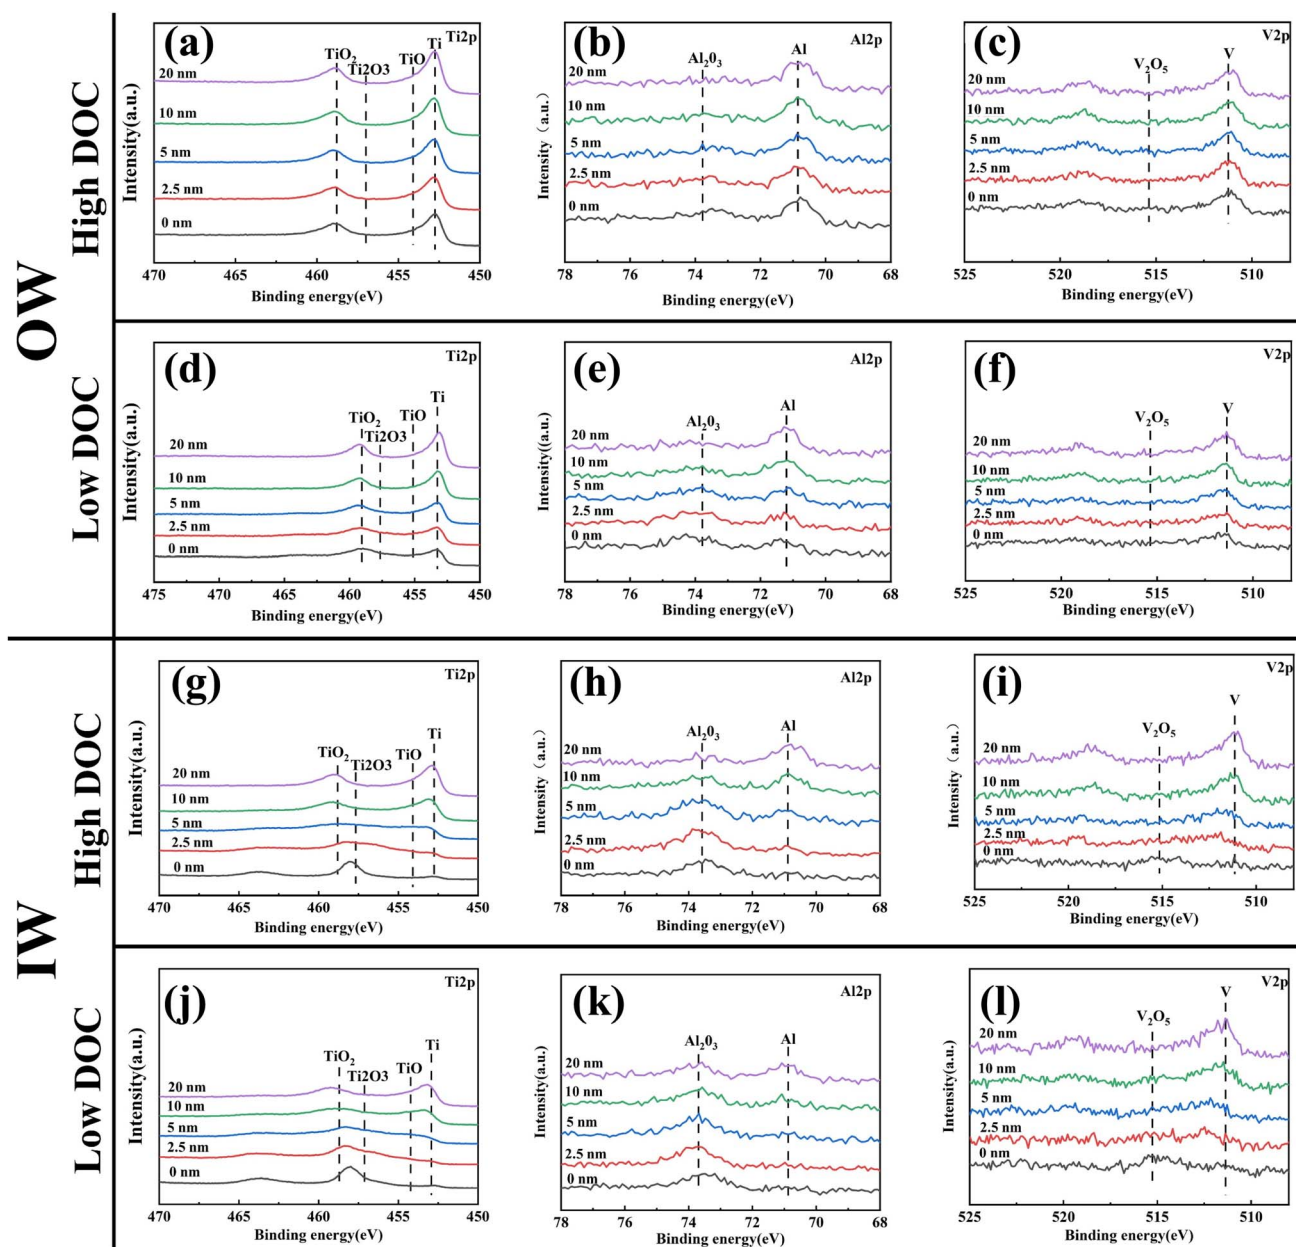 OW
High DOC
(a)
Ti2p
TiO2
Ti2O3
TiO
Ti
20 nm
10 nm
5 nm
2.5 nm
0 nm
Intensity(a.u.)
470 465 460 455 450
Binding energy(eV)
(b)
Al2p
Al203
Al
20 nm
10 nm
5 nm
2.5 nm
0 nm
Intensity（a.u.）
78 76 74 72 70 68
Binding energy(eV)
(c)
V2p
V2O5
V
20 nm
10 nm
5 nm
2.5 nm
0 nm
525 520 515 510
Binding energy(eV)
Low DOC
(d)
Ti2p
TiO2
Ti2O3
TiO
Ti
20 nm
10 nm
5 nm
2.5 nm
0 nm
Intensity(a.u.)
475 470 465 460 455 450
Binding energy(eV)
(e)
Al2p
Al203
Al
20 nm
10 nm
5 nm
2.5 nm
0 nm
Intensity((a.u.)
78 76 74 72 70 68
Binding energy(eV)
(f)
V2p
V2O5
V
20 nm
10 nm
5 nm
2.5 nm
0 nm
525 520 515 510
Binding energy(eV)
IW
High DOC
(g)
Ti2p
TiO2
Ti2O3
TiO
Ti
20 nm
10 nm
5 nm
2.5 nm
0 nm
Intensity(a.u.)
470 465 460 455 450
Binding energy(eV)
(h)
Al2p
Al203
Al
20 nm
10 nm
5 nm
2.5 nm
0 nm
Intensity（a.u.）
78 76 74 72 70 68
Binding energy(eV)
(i)
V2p
V2O5
V
20 nm
10 nm
5 nm
2.5 nm
0 nm
Intensity（a.u.）
525 520 515 510
Binding energy(eV)
Low DOC
(j)
Ti2p
TiO2
Ti2O3
TiO
Ti
20 nm
10 nm
5 nm
2.5 nm
0 nm
Intensity(a.u.)
470 465 460 455 450
Binding energy(eV)
(k)
Al2p
Al203
Al
20 nm
10 nm
5 nm
2.5 nm
0 nm
Intensity(a.u.)
78 76 74 72 70 68
Binding energy(eV)
(l)
V2p
V2O5
V
20 nm
10 nm
5 nm
2.5 nm
0 nm
Intensity(a.u.)
525 520 515 510
Binding energy(eV)